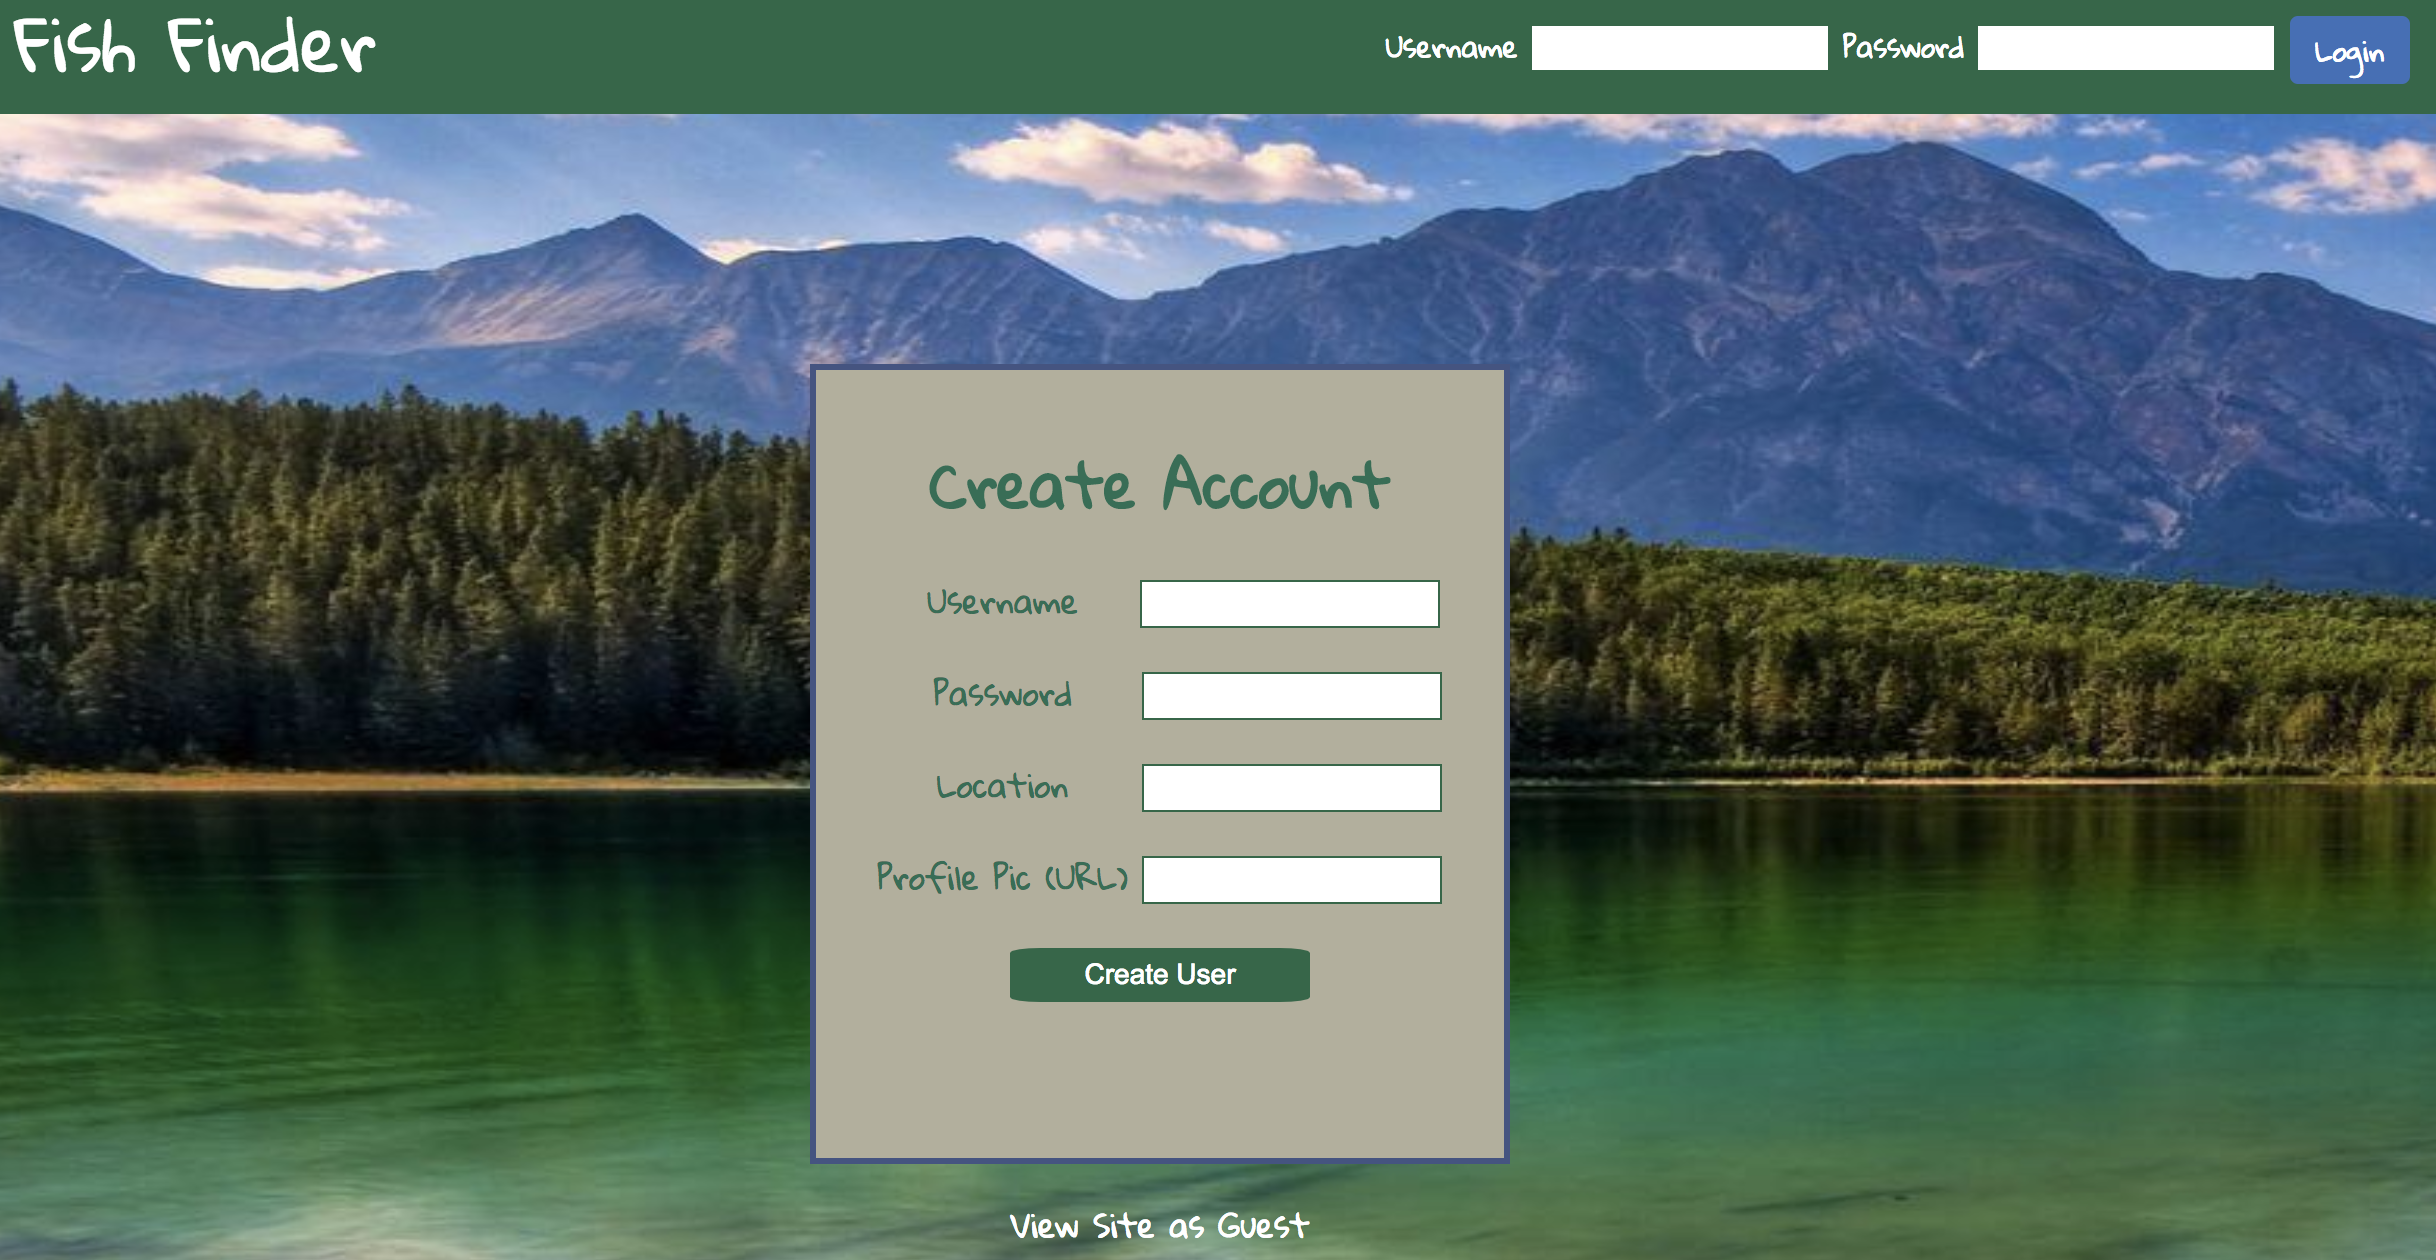 Fish Finder
Username Password Login
Create Account
Username
Password
Location
Profile Pic (URL)
Create User
View Site as Guest